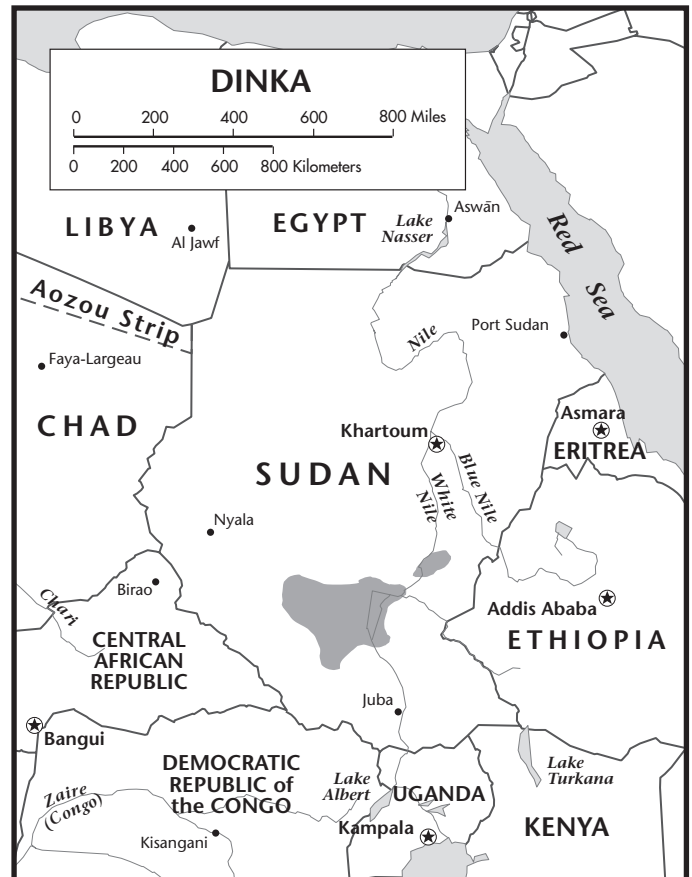 DINKA
0 200 400 600 800 Miles
0 200 400 600 800 Kilometers
LIBYA
Al Jawf
EGYPT
Lake
Nasser
Aswān
Red Sea
Aozou Strip
Faya-Largeau
CHAD
Nile
Port Sudan
Khartoum
Asmara
ERITREA
SUDAN
White
Nile
Blue Nile
Nyala
Birao
Chari
CENTRAL
AFRICAN
REPUBLIC
Addis Ababa
ETHIOPIA
Juba
Bangui
DEMOCRATIC
REPUBLIC of
the CONGO
Zaire
(Congo)
Kisangani
Lake
Albert
UGANDA
Kampala
Lake
Turkana
KENYA